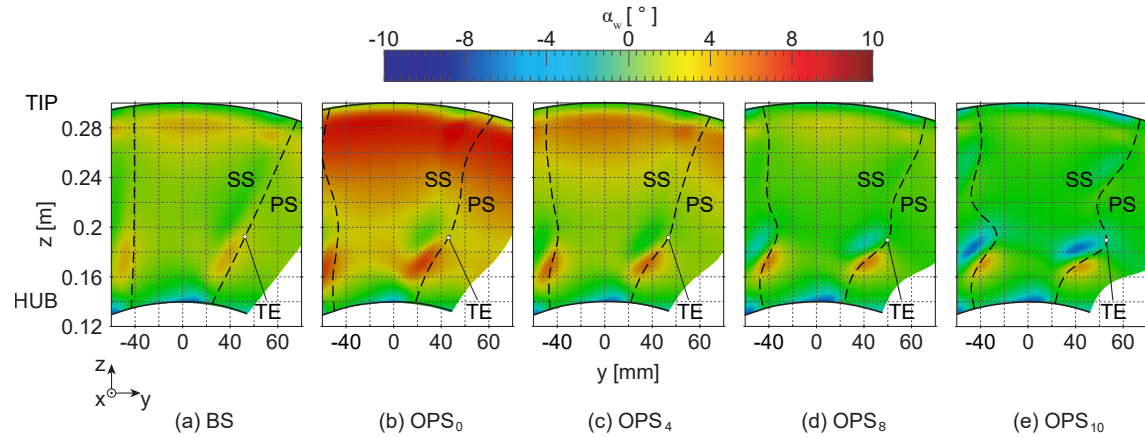 α_w [ ° ]
-10 -8 -4 0 4 8 10
TIP
0.28
0.24
z [m]
0.2
0.16
HUB
0.12
SS PS TE
SS PS TE
SS PS TE
SS PS TE
SS PS TE
-40 0 40 60
-40 0 40 60
-40 0 40 60
-40 0 40 60
-40 0 40 60
y [mm]
z
x y
(a) BS (b) OPS₀ (c) OPS₄ (d) OPS₈ (e) OPS₁₀